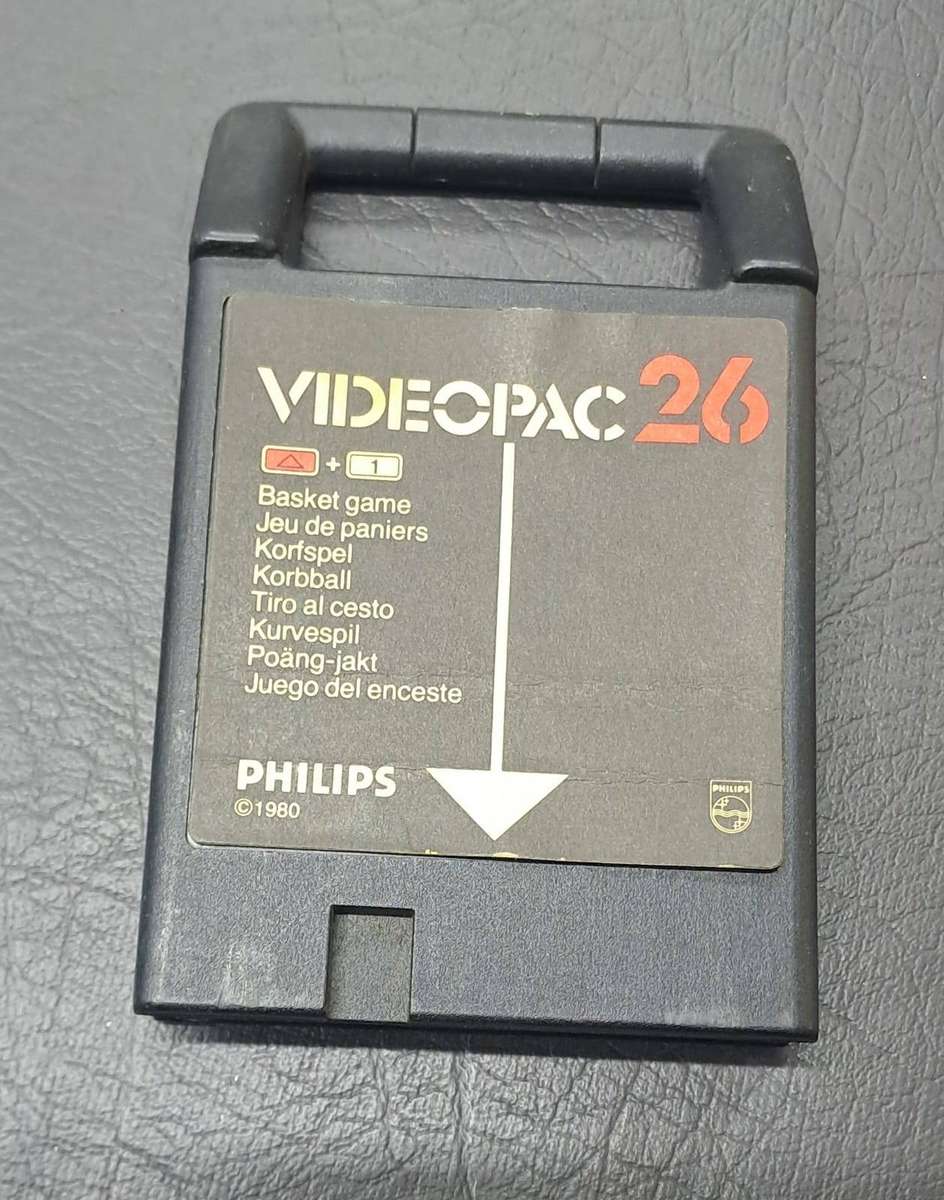 VIDEOPAC 26
+ 1
Basket game
Jeu de paniers
Korfspel
Korbball
Tiro al cesto
Kurvespil
Poäng-jakt
Juego del enceste
PHILIPS
©1980
PHILIPS